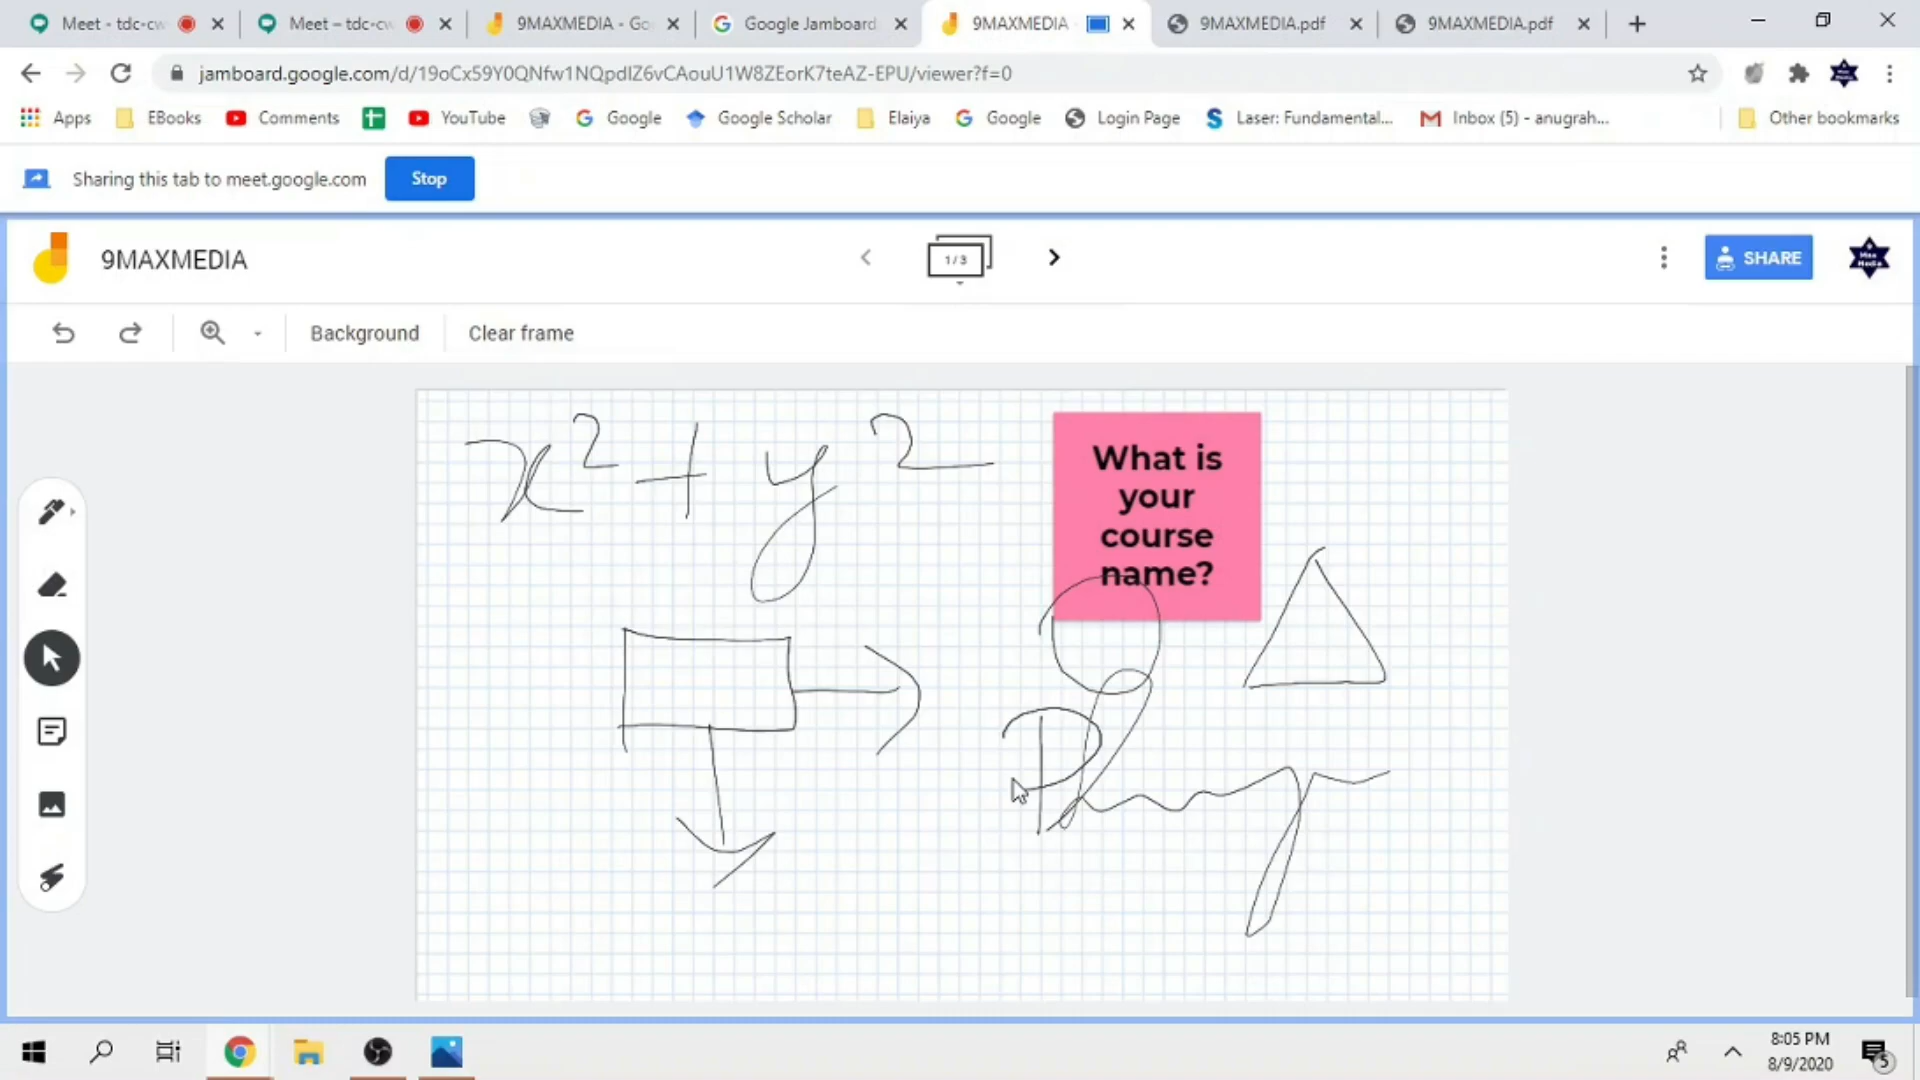 Meet - tdc-cw
Meet – tdc-cw
9MAXMEDIA - Go
Google Jamboard
9MAXMEDIA
9MAXMEDIA.pdf
9MAXMEDIA.pdf
jamboard.google.com/d/19oCx59Y0QNfw1NQpdIZ6vCAouU1W8ZEorK7teAZ-EPU/viewer?f=0
Apps
EBooks
Comments
YouTube
Google
Google Scholar
Elaiya
Google
Login Page
Laser: Fundamental...
Inbox (5) - anugrah...
Other bookmarks
Sharing this tab to meet.google.com
Stop
9MAXMEDIA
1/3
SHARE
Background
Clear frame
x² + y²
What is
your
course
name?
8:05 PM
8/9/2020
5